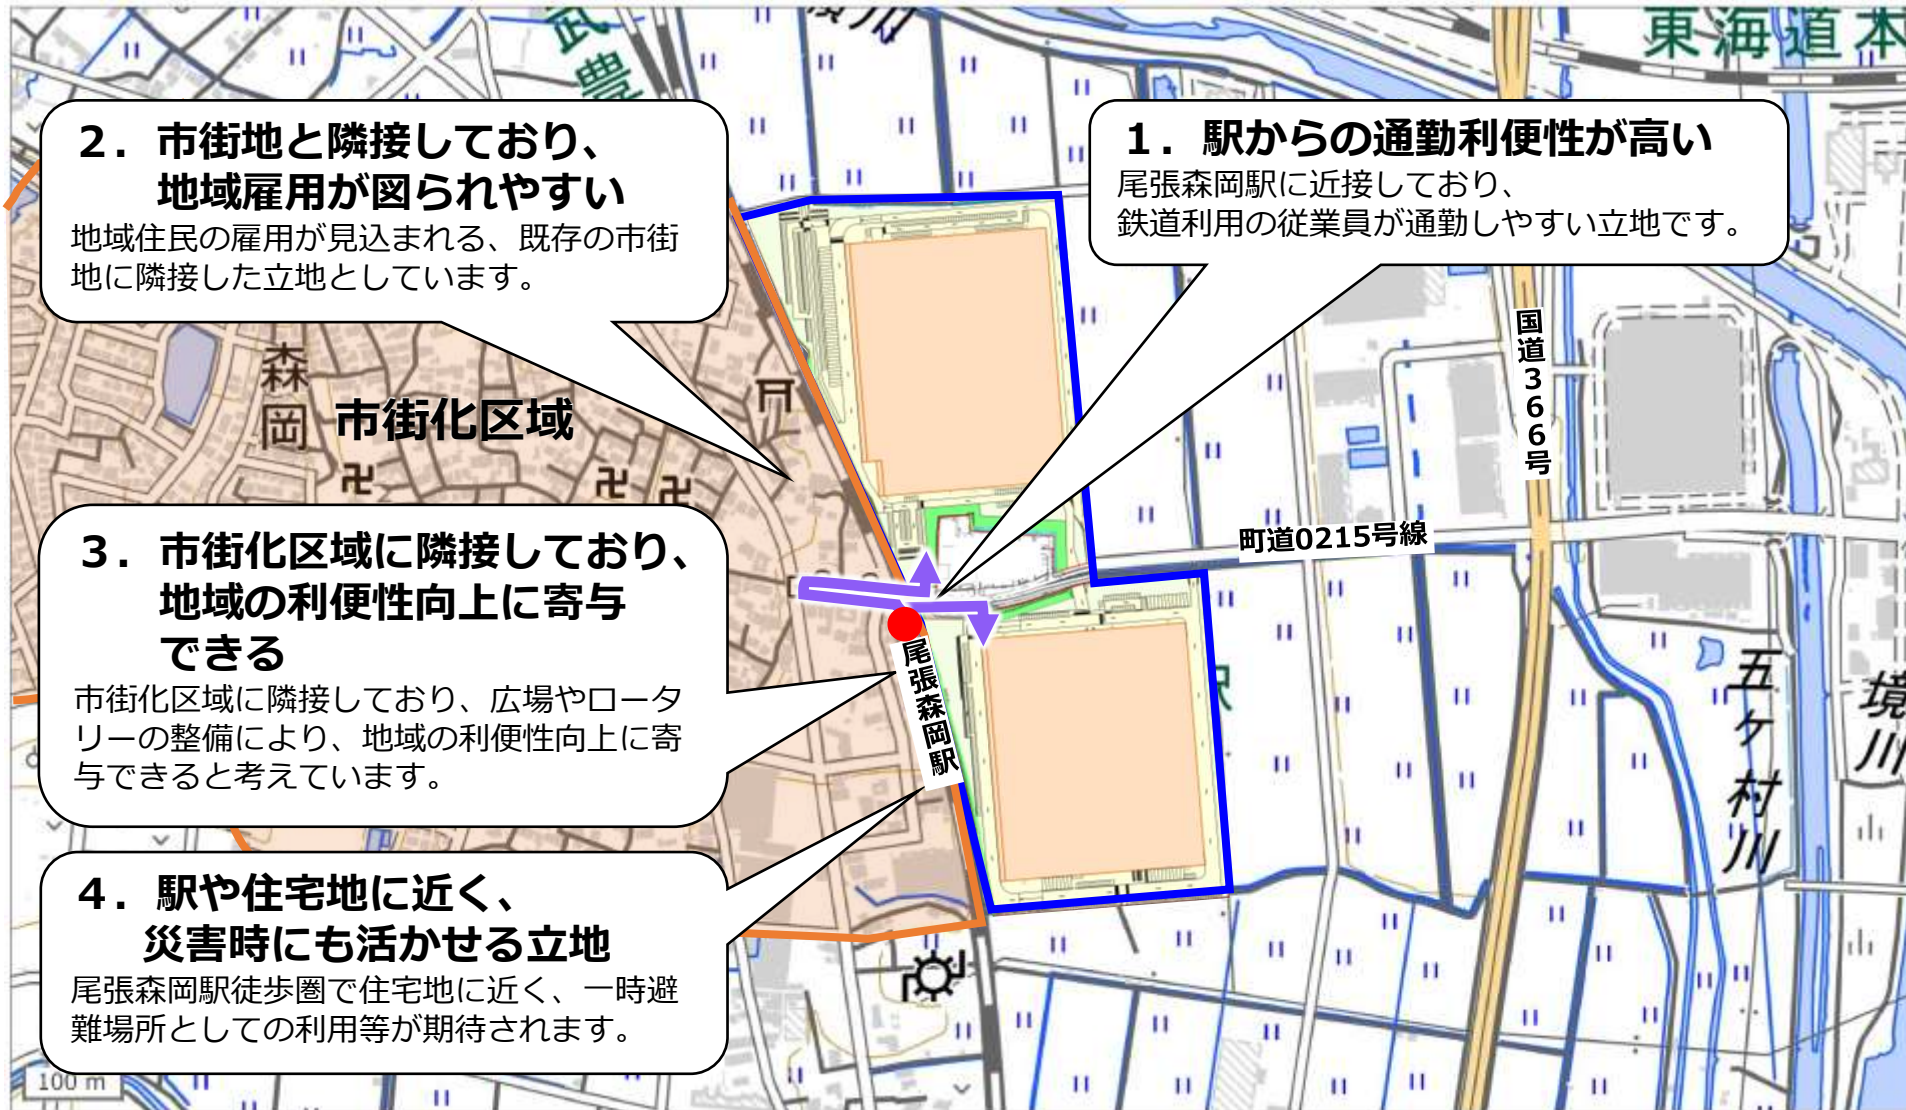 東海道本
武豊
2．市街地と隣接しており、
地域雇用が図られやすい
地域住民の雇用が見込まれる、既存の市街
地に隣接した立地としています。
1．駅からの通勤利便性が高い
尾張森岡駅に近接しており、
鉄道利用の従業員が通勤しやすい立地です。
森岡
市街化区域
国道366号
町道0215号線
3．市街化区域に隣接しており、
地域の利便性向上に寄与
できる
市街化区域に隣接しており、広場やロータ
リーの整備により、地域の利便性向上に寄
与できると考えています。
尾張森岡駅
駅
五ヶ村川
境川
4．駅や住宅地に近く、
災害時にも活かせる立地
尾張森岡駅徒歩圏で住宅地に近く、一時避
難場所としての利用等が期待されます。
100 m